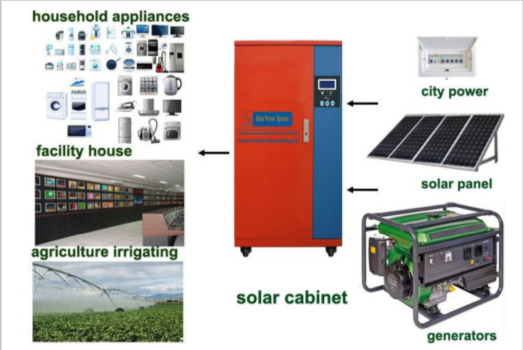 household appliances
facility house
agriculture irrigating
Solar Power System
solar cabinet
city power
solar panel
generators